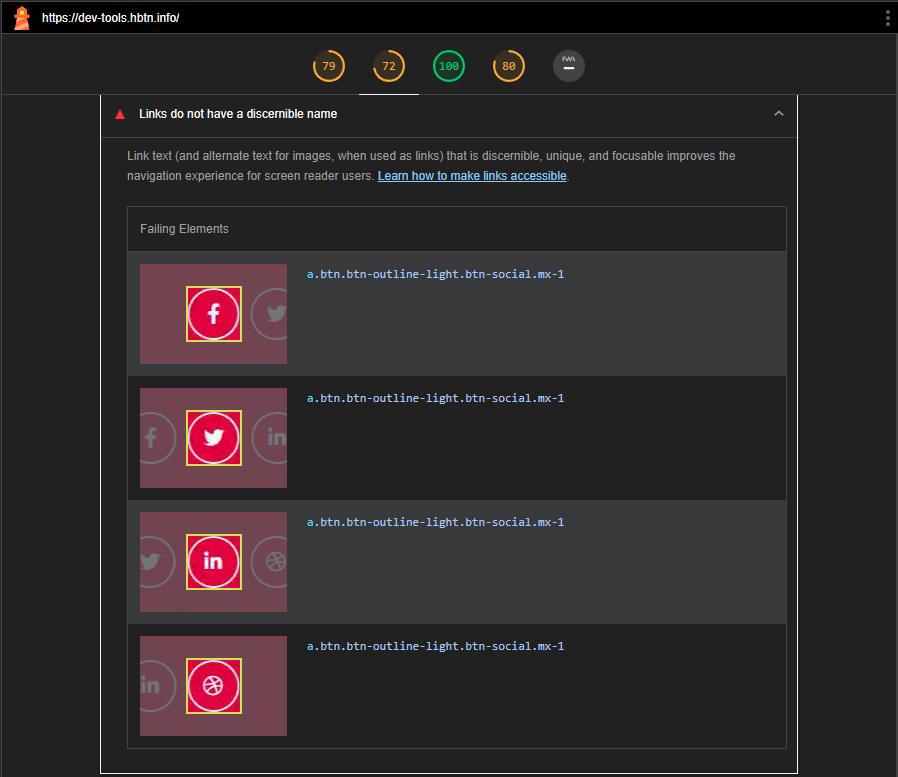 https://dev-tools.hbtn.info/
79
72
100
80
PWA
Links do not have a discernible name
Link text (and alternate text for images, when used as links) that is discernible, unique, and focusable improves the
navigation experience for screen reader users. Learn how to make links accessible.
Failing Elements
a.btn.btn-outline-light.btn-social.mx-1
a.btn.btn-outline-light.btn-social.mx-1
in
a.btn.btn-outline-light.btn-social.mx-1
in
a.btn.btn-outline-light.btn-social.mx-1
in